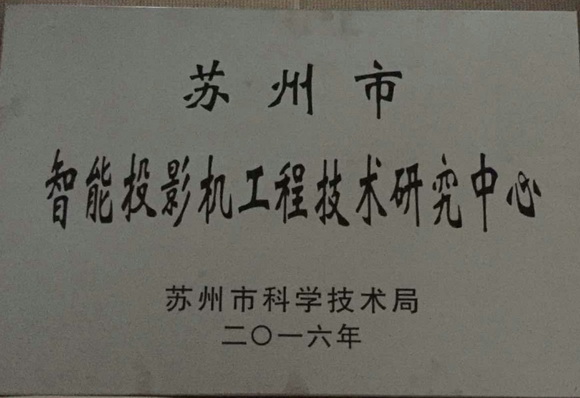 苏州市
智能投影机工程技术研究中心
苏州市科学技术局
二〇一六年